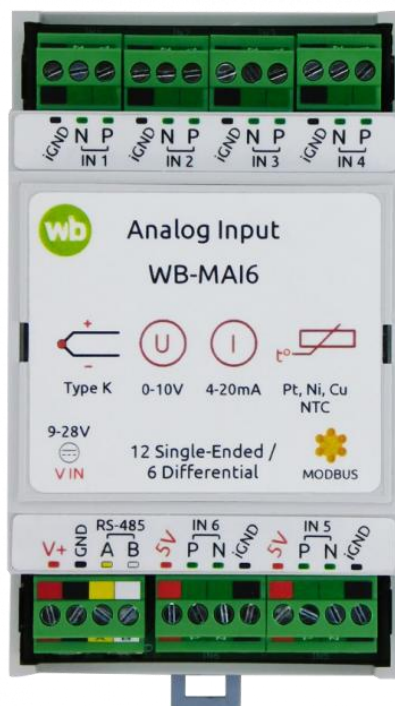 iGND N P iGND N P iGND N P iGND N P
IN 1 IN 2 IN 3 IN 4
wb
Analog Input
WB-MAI6
+
U I t°
-
Type K 0-10V 4-20mA Pt, Ni, Cu
NTC
9-28V
V IN
12 Single-Ended /
6 Differential
MODBUS
RS-485 IN 6 IN 5
V+ GND A B 5V P N iGND 5V P N iGND